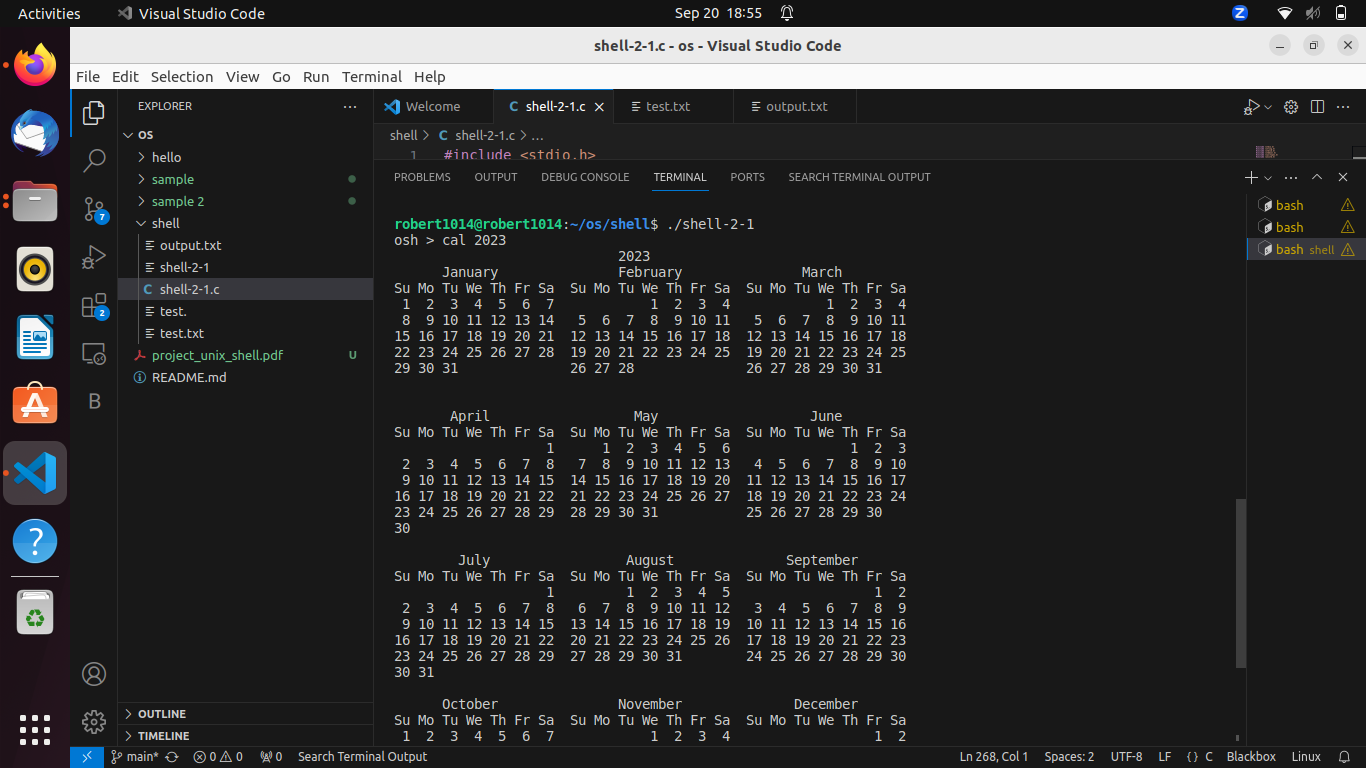 Activities Visual Studio Code Sep 20 18:55 Z
shell-2-1.c - os - Visual Studio Code
File Edit Selection View Go Run Terminal Help
EXPLORER ... Welcome C shell-2-1.c test.txt output.txt ...
OS
shell > C shell-2-1.c > ...
1 #include <stdio.h>
hello
sample
sample 2
shell
output.txt
shell-2-1
C shell-2-1.c
test.
test.txt
project_unix_shell.pdf U
README.md
7
2
B
OUTLINE
TIMELINE
PROBLEMS OUTPUT DEBUG CONSOLE TERMINAL PORTS SEARCH TERMINAL OUTPUT
bash
bash
bash shell
robert1014@robert1014:~/os/shell$ ./shell-2-1
osh > cal 2023
2023
January February March
Su Mo Tu We Th Fr Sa Su Mo Tu We Th Fr Sa Su Mo Tu We Th Fr Sa
1 2 3 4 5 6 7 1 2 3 4 1 2 3 4
8 9 10 11 12 13 14 5 6 7 8 9 10 11 5 6 7 8 9 10 11
15 16 17 18 19 20 21 12 13 14 15 16 17 18 12 13 14 15 16 17 18
22 23 24 25 26 27 28 19 20 21 22 23 24 25 19 20 21 22 23 24 25
29 30 31 26 27 28 26 27 28 29 30 31
April May June
Su Mo Tu We Th Fr Sa Su Mo Tu We Th Fr Sa Su Mo Tu We Th Fr Sa
1 1 2 3 4 5 6 1 2 3
2 3 4 5 6 7 8 7 8 9 10 11 12 13 4 5 6 7 8 9 10
9 10 11 12 13 14 15 14 15 16 17 18 19 20 11 12 13 14 15 16 17
16 17 18 19 20 21 22 21 22 23 24 25 26 27 18 19 20 21 22 23 24
23 24 25 26 27 28 29 28 29 30 31 25 26 27 28 29 30
30
July August September
Su Mo Tu We Th Fr Sa Su Mo Tu We Th Fr Sa Su Mo Tu We Th Fr Sa
1 1 2 3 4 5 1 2
2 3 4 5 6 7 8 6 7 8 9 10 11 12 3 4 5 6 7 8 9
9 10 11 12 13 14 15 13 14 15 16 17 18 19 10 11 12 13 14 15 16
16 17 18 19 20 21 22 20 21 22 23 24 25 26 17 18 19 20 21 22 23
23 24 25 26 27 28 29 27 28 29 30 31 24 25 26 27 28 29 30
30 31
October November December
Su Mo Tu We Th Fr Sa Su Mo Tu We Th Fr Sa Su Mo Tu We Th Fr Sa
1 2 3 4 5 6 7 1 2 3 4 1 2
main* 0 0 0 Search Terminal Output Ln 268, Col 1 Spaces: 2 UTF-8 LF {} C Blackbox Linux